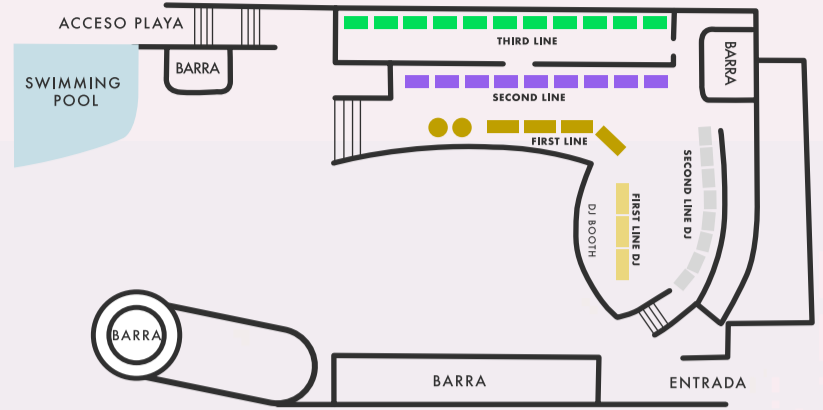 ACCESO PLAYA
THIRD LINE
BARRA
BARRA
SWIMMING
POOL
SECOND LINE
FIRST LINE
SECOND LINE DJ
FIRST LINE DJ
DJ BOOTH
BARRA
BARRA
ENTRADA